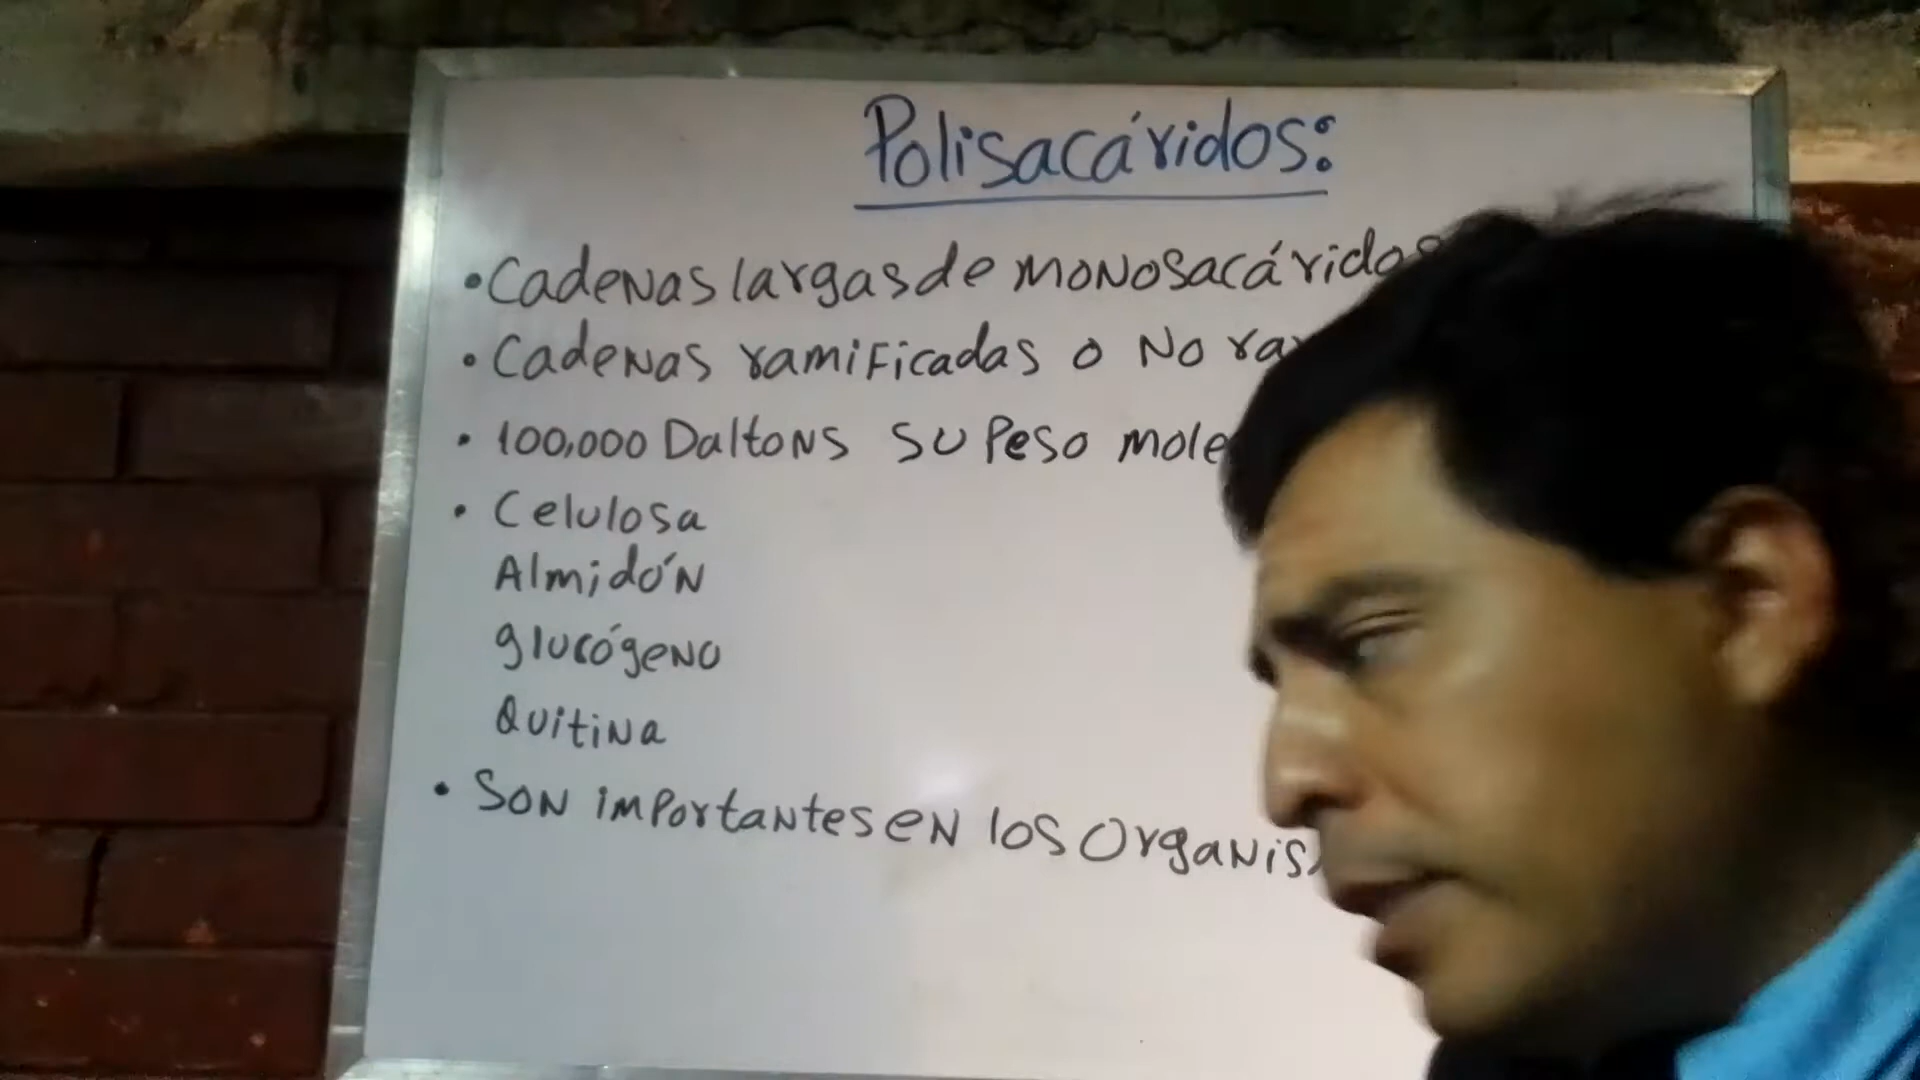 Polisacáridos:
• Cadenas largas de monosacáridos
• Cadenas ramificadas o No
• 100,000 Daltons su Peso
• Celulosa
Almidón
glucógeno
Quitina
• Son importantes en los